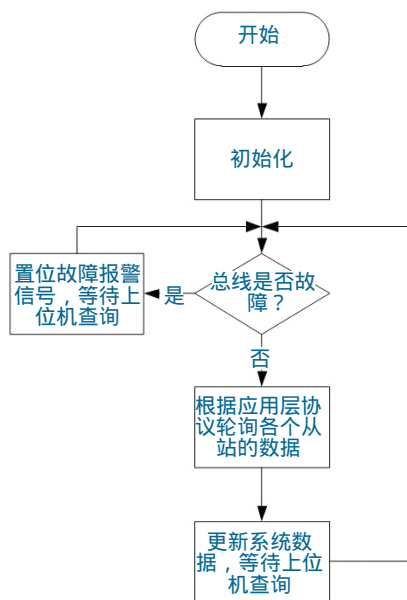 开始
初始化
总线是否故
障？
是
置位故障报警
信号，等待上
位机查询
否
根据应用层协
议轮询各个从
站的数据
更新系统数
据，等待上位
机查询